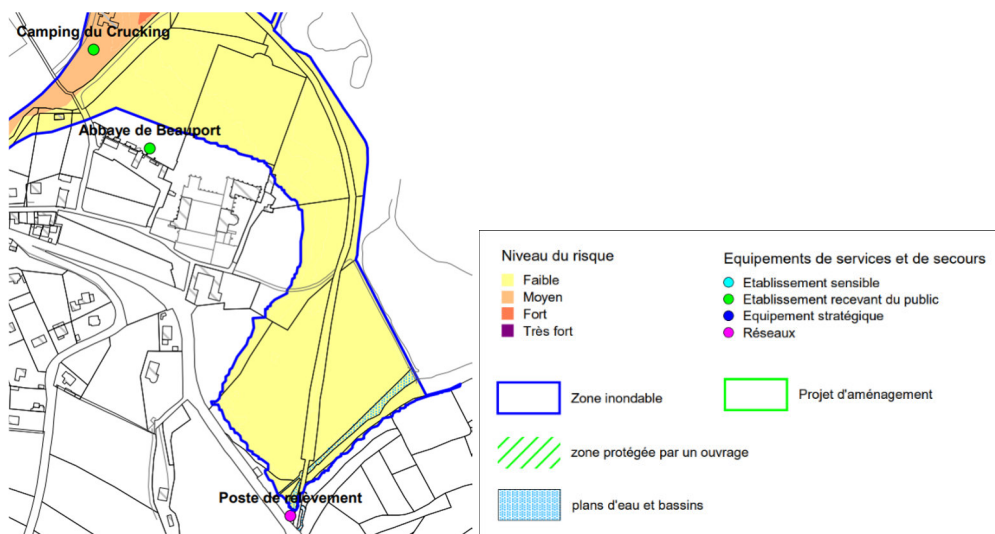 Camping du Crucking
Abbaye de Beauport
Poste de relèvement
Niveau du risque
Faible
Moyen
Fort
Très fort
Equipements de services et de secours
Etablissement sensible
Etablissement recevant du public
Equipement stratégique
Réseaux
Zone inondable
Projet d'aménagement
zone protégée par un ouvrage
plans d'eau et bassins